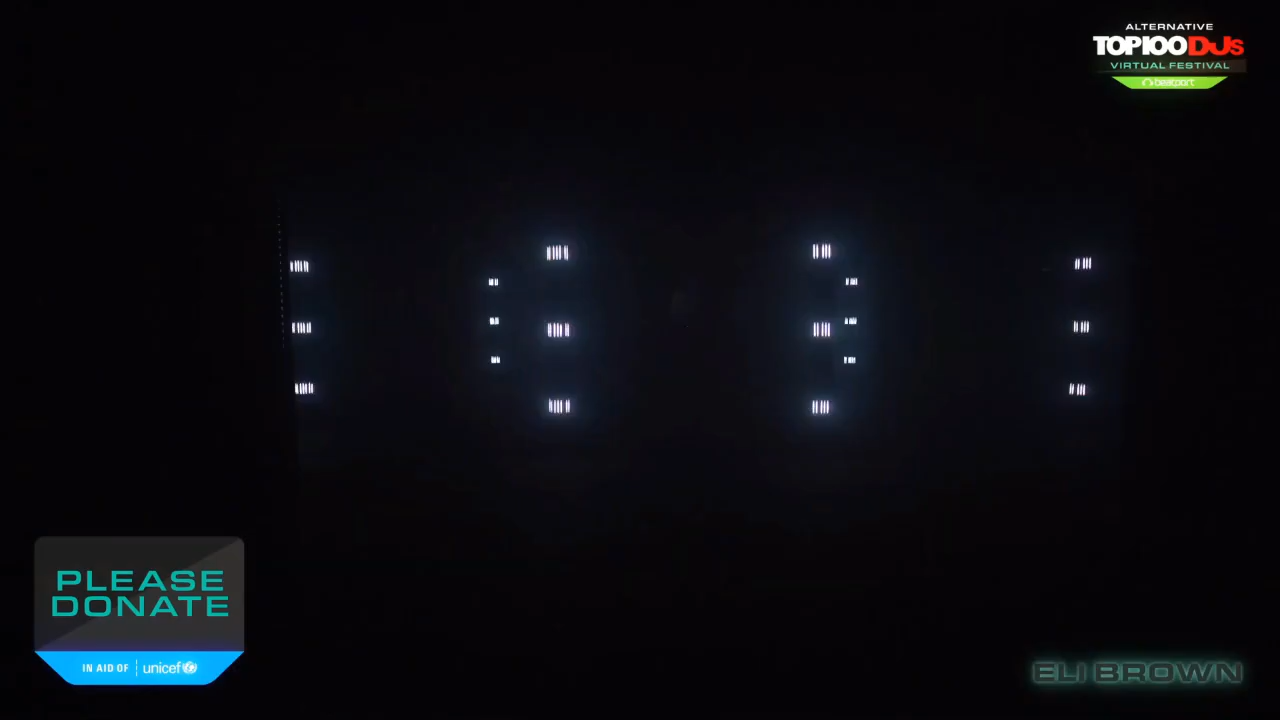 ALTERNATIVE
TOP100DJs
VIRTUAL FESTIVAL
beatport
PLEASE
DONATE
IN AID OF
unicef
ELI BROWN